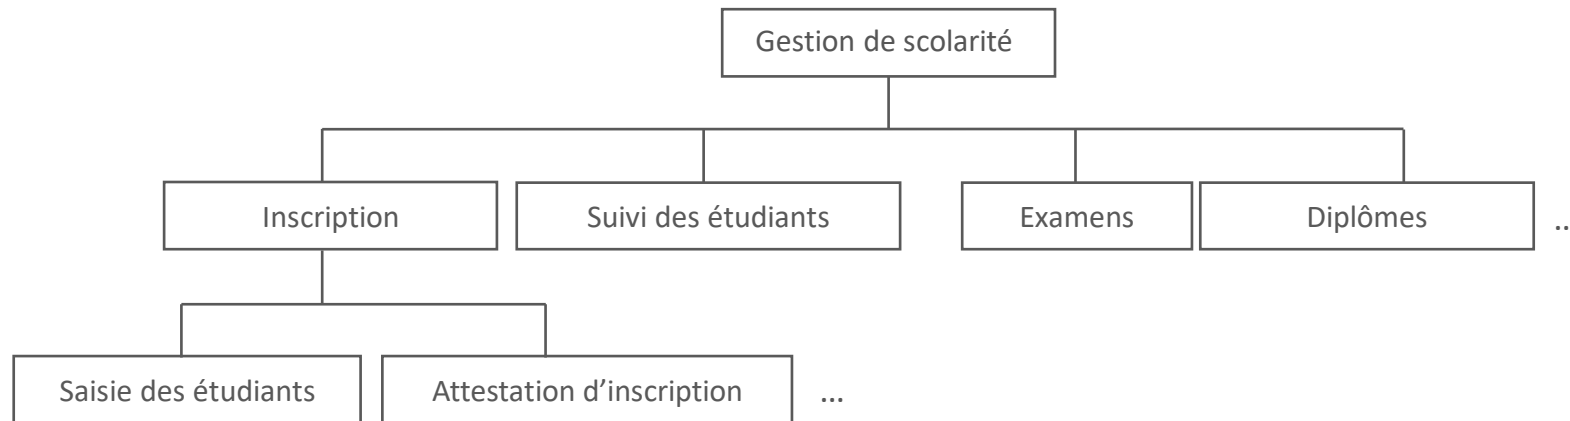 Gestion de scolarité
Inscription
Suivi des étudiants
Examens
Diplômes
..
Saisie des étudiants
Attestation d’inscription
...